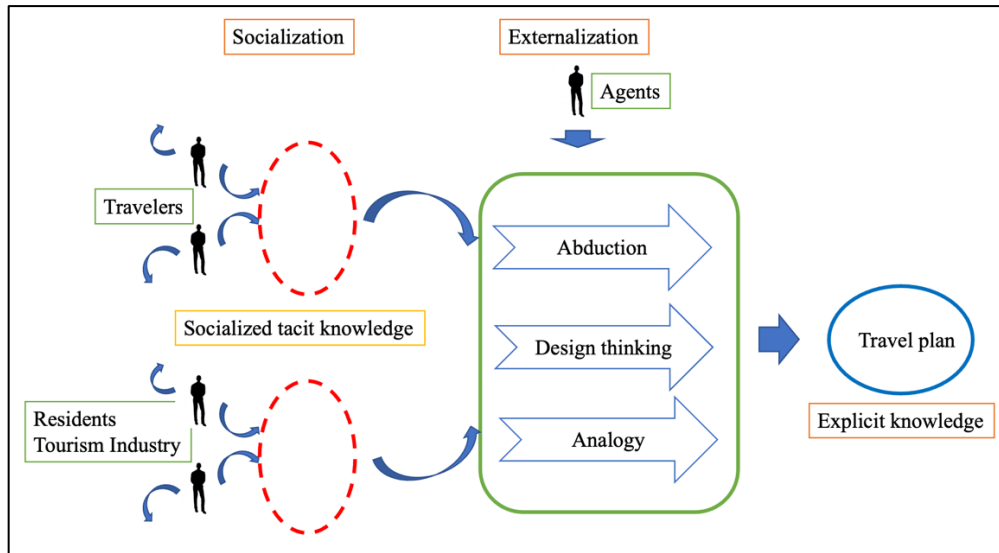 Socialization
Externalization
Agents
Travelers
Abduction
Socialized tacit knowledge
Design thinking
Travel plan
Residents
Tourism Industry
Analogy
Explicit knowledge